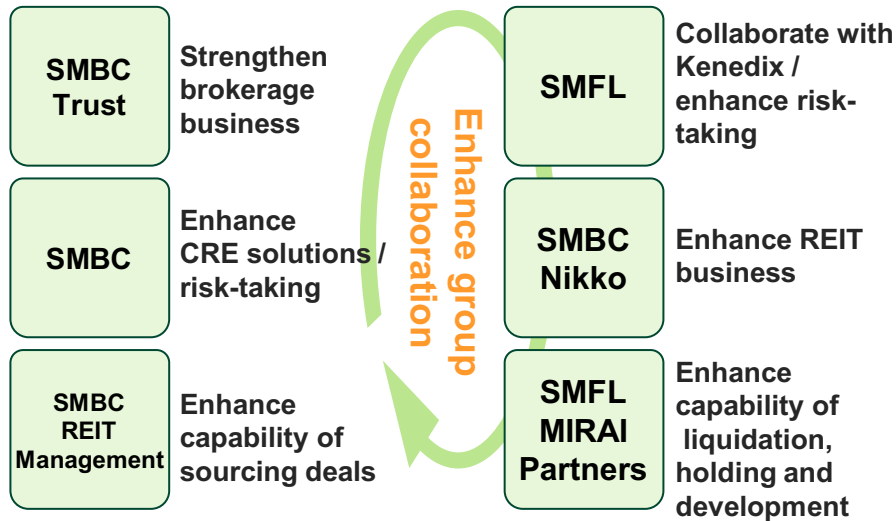 SMBC
Trust
Strengthen
brokerage
business
SMBC
Enhance
CRE solutions /
risk-taking
SMBC
REIT
Management
Enhance
capability of
sourcing deals
Enhance group
collaboration
SMFL
Collaborate with
Kenedix /
enhance risk-
taking
SMBC
Nikko
Enhance REIT
business
SMFL
MIRAI
Partners
Enhance
capability of
liquidation,
holding and
development